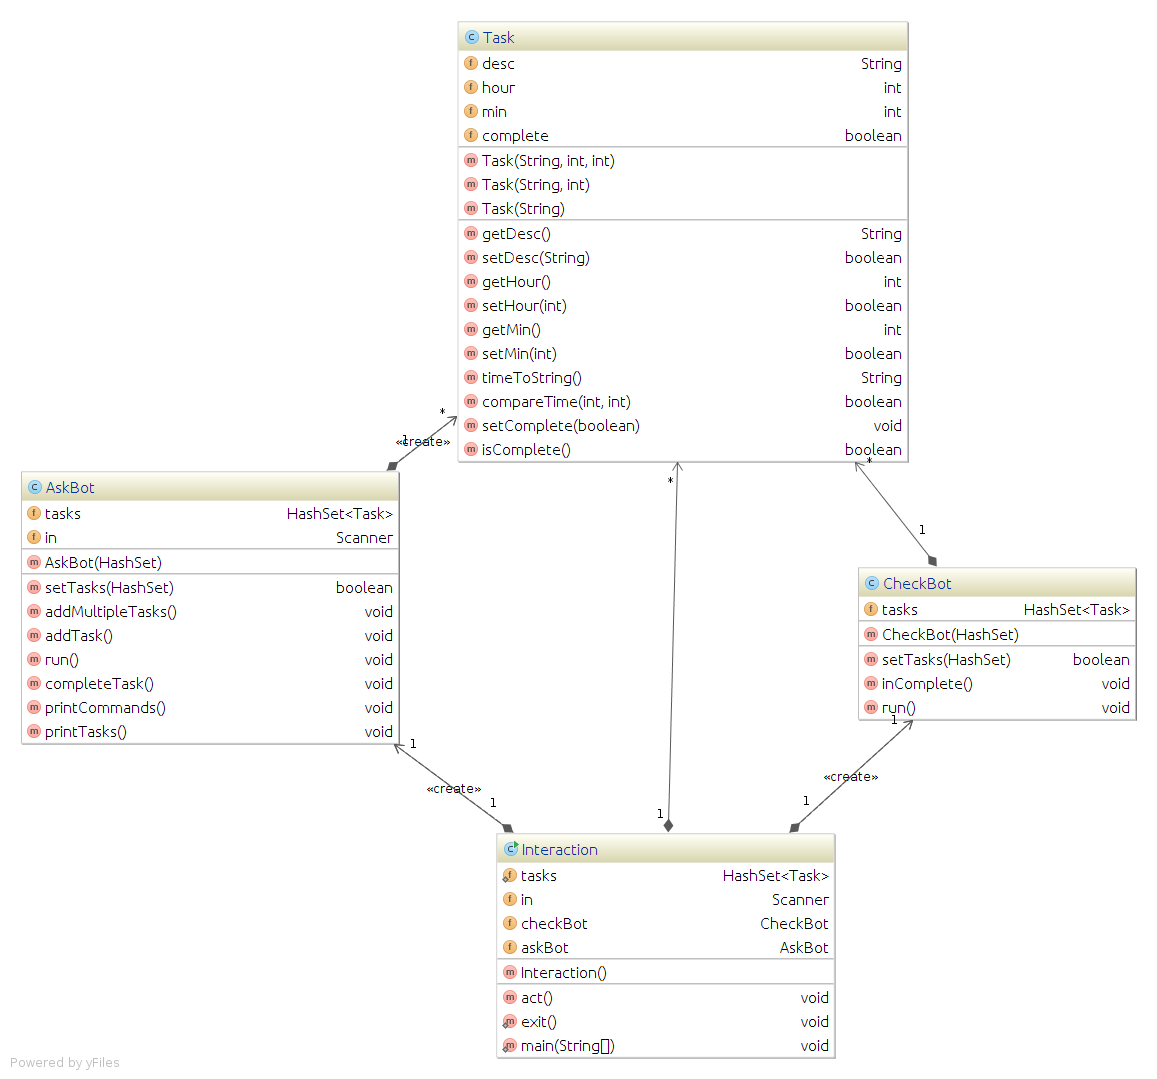 Task
desc String
hour int
min int
complete boolean
Task(String, int, int)
Task(String, int)
Task(String)
getDesc() String
setDesc(String) boolean
getHour() int
setHour(int) boolean
getMin() int
setMin(int) boolean
timeToString() String
compareTime(int, int) boolean
setComplete(boolean) void
isComplete() boolean
*
1
«create»
*
*
1
AskBot
tasks HashSet<Task>
in Scanner
AskBot(HashSet)
setTasks(HashSet) boolean
addMultipleTasks() void
addTask() void
run() void
completeTask() void
printCommands() void
printTasks() void
CheckBot
tasks HashSet<Task>
CheckBot(HashSet)
setTasks(HashSet) boolean
inComplete() void
run() void
1
«create»
1
1
1
«create»
1
Interaction
tasks HashSet<Task>
in Scanner
checkBot CheckBot
askBot AskBot
Interaction()
act() void
exit() void
main(String[]) void
Powered by yFiles